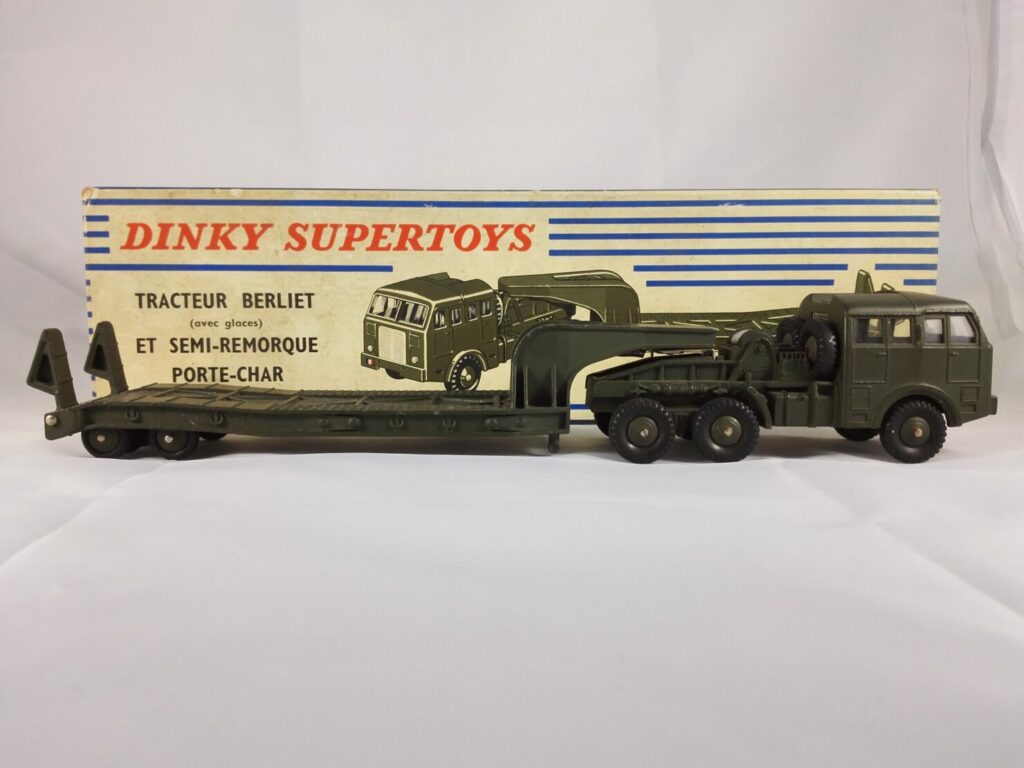 DINKY SUPERTOYS
TRACTEUR BERLIET
(avec glaces)
ET SEMI-REMORQUE
PORTE-CHAR